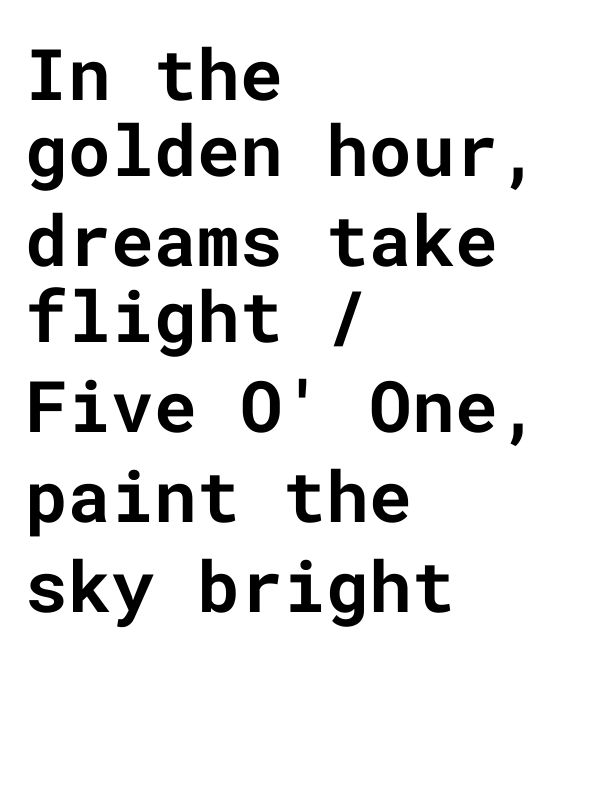 In the
golden hour,
dreams take
flight /
Five O' One,
paint the
sky bright